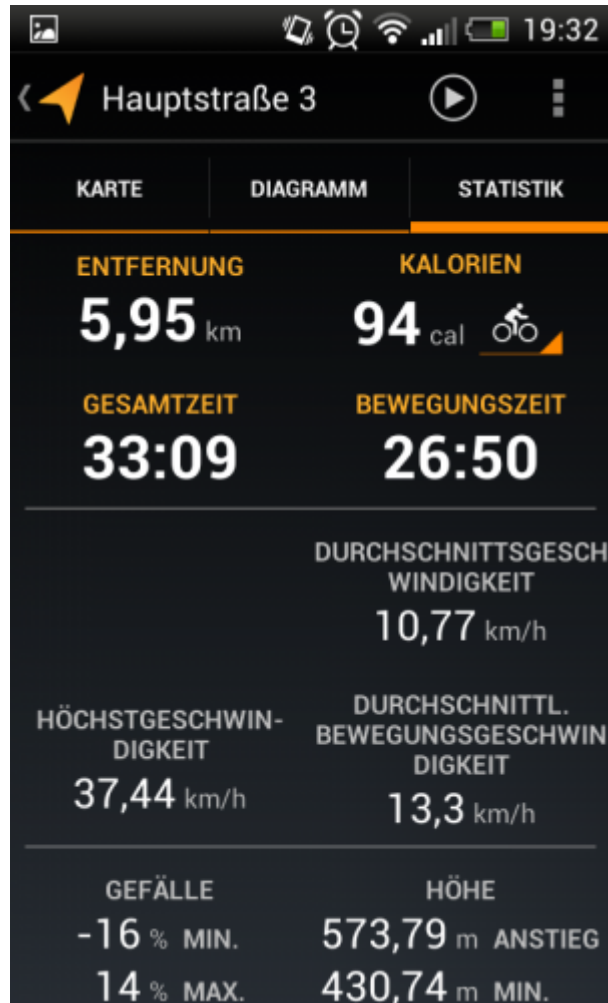 19:32
Hauptstraße 3
KARTE DIAGRAMM STATISTIK
ENTFERNUNG KALORIEN
5,95 km 94 cal
GESAMTZEIT BEWEGUNGSZEIT
33:09 26:50
DURCHSCHNITTSGESCH
WINDIGKEIT
10,77 km/h
HÖCHSTGESCHWIN-
DIGKEIT
37,44 km/h
DURCHSCHNITTL.
BEWEGUNGSGESCHWIN
DIGKEIT
13,3 km/h
GEFÄLLE HÖHE
-16 % MIN. 573,79 m ANSTIEG
14 % MAX. 430,74 m MIN.